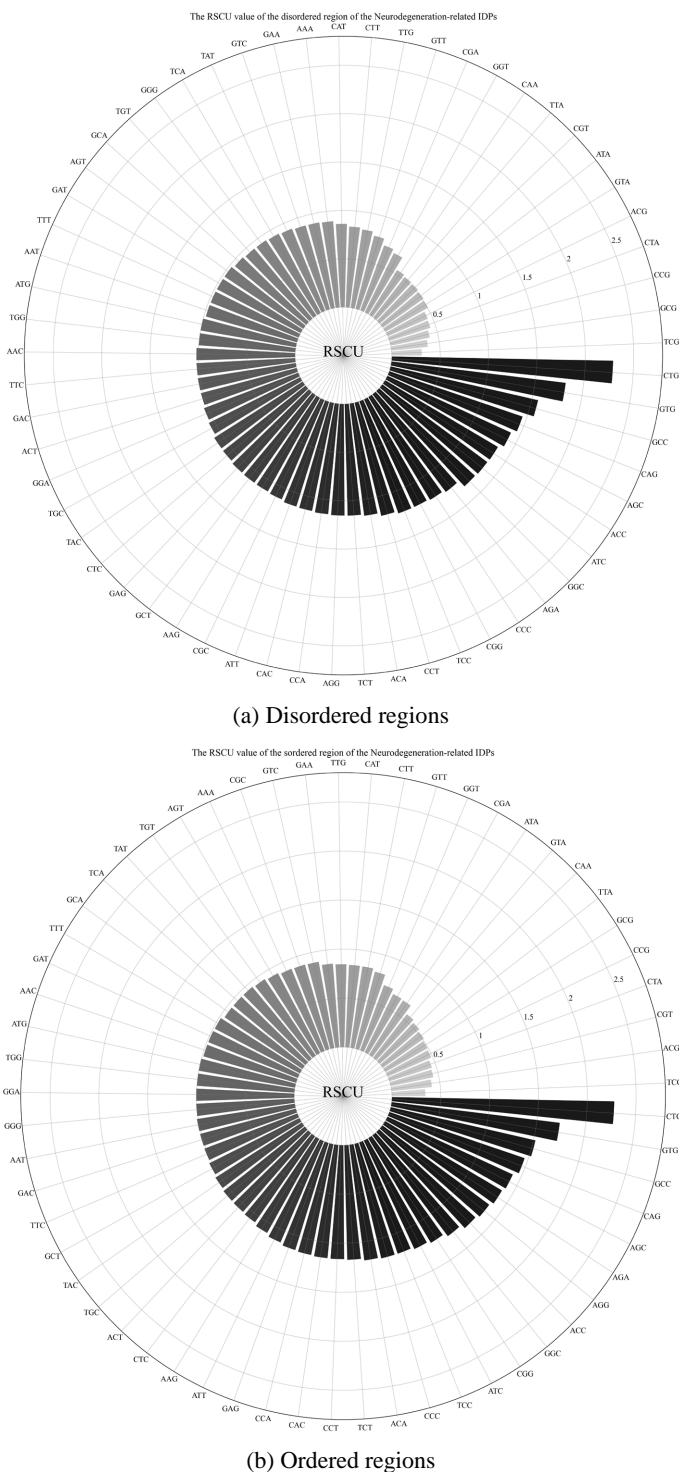 The RSCU value of the disordered region of the Neurodegeneration-related IDPs
CAT
CTT
TTG
GTT
CGA
GGT
CAA
TTA
CGT
ATA
GTA
ACG
CTA
CCG
GCG
TCG
CTG
GTG
GCC
CAG
AGC
ACC
ATC
GGC
AGA
CCC
CGG
TCC
CCT
ACA
TCT
AGG
CCA
CAC
ATT
CGC
AAG
GCT
GAG
CTC
TAC
TGC
GGA
ACT
GAC
TTC
AAC
TGG
ATG
AAT
TTT
GAT
AGT
GCA
TGT
GGG
TCA
TAT
GTC
GAA
AAA
0.5
1
1.5
2
2.5
RSCU
(a) Disordered regions
The RSCU value of the sordered region of the Neurodegeneration-related IDPs
TTG
CAT
CTT
GTT
GGT
CGA
ATA
GTA
CAA
TTA
GCG
CCG
CTA
CGT
ACG
TCG
CTG
GTG
GCC
CAG
AGC
AGA
AGG
ACC
GGC
CGG
ATC
TCC
CCC
ACA
TCT
CCT
CAC
CCA
GAG
ATT
AAG
CTC
ACT
TGC
TAC
GCT
TTC
GAC
AAT
GGG
GGA
TGG
ATG
AAC
GAT
TTT
GCA
TCA
TAT
TGT
AGT
AAA
CGC
GTC
GAA
0.5
1
1.5
2
2.5
RSCU
(b) Ordered regions